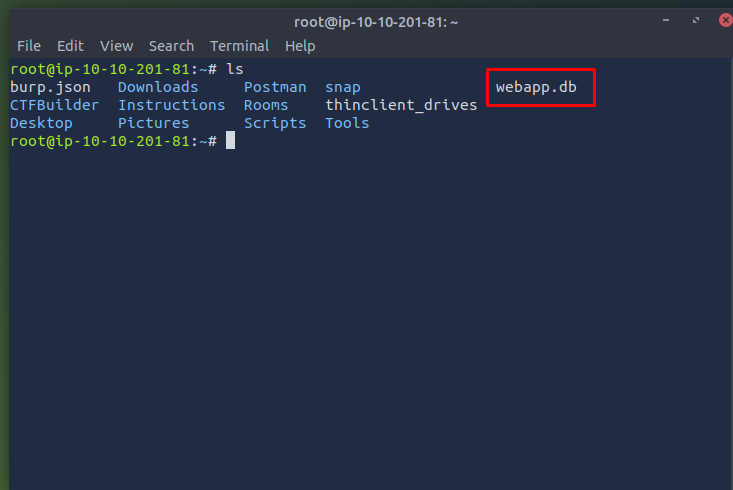 root@ip-10-10-201-81: ~
File Edit View Search Terminal Help
root@ip-10-10-201-81:~# ls
burp.json Downloads Postman snap webapp.db
CTFBuilder Instructions Rooms thinclient_drives
Desktop Pictures Scripts Tools
root@ip-10-10-201-81:~#